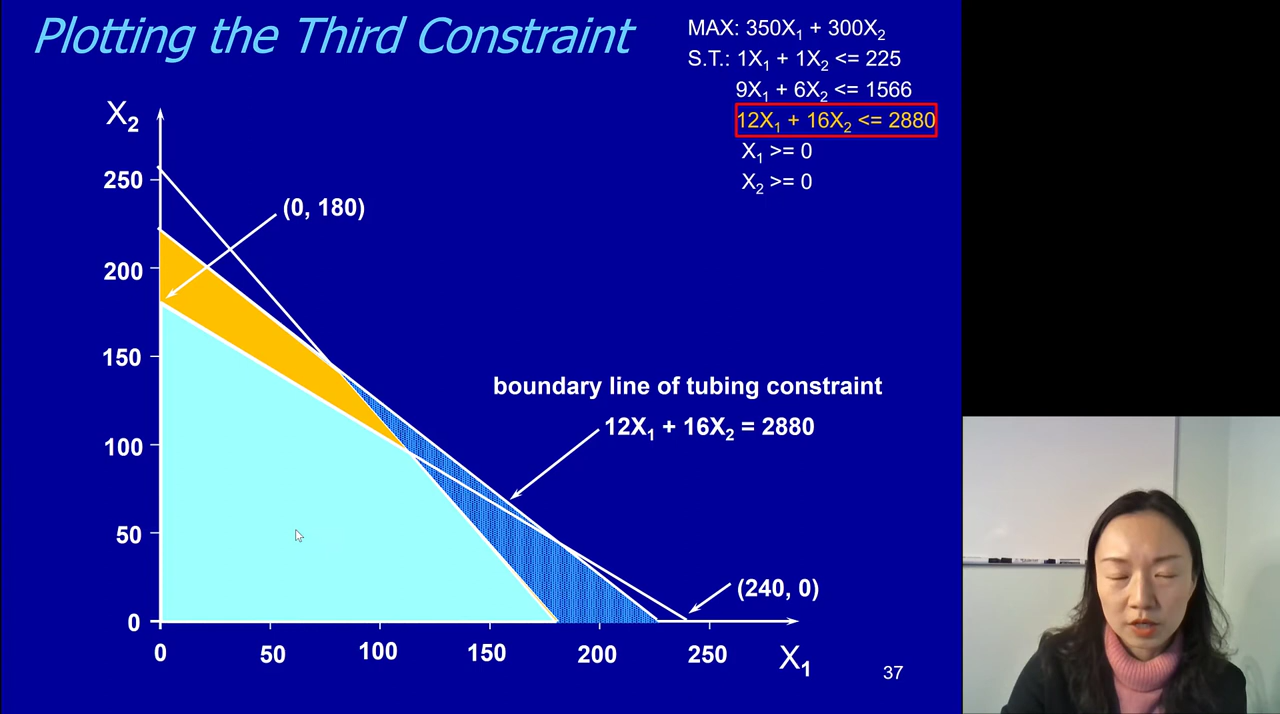 Plotting the Third Constraint
MAX: 350X₁ + 300X₂
S.T.: 1X₁ + 1X₂ <= 225
9X₁ + 6X₂ <= 1566
12X₁ + 16X₂ <= 2880
X₁ >= 0
X₂ >= 0
X₂
250
(0, 180)
200
150
boundary line of tubing constraint
12X₁ + 16X₂ = 2880
100
50
(240, 0)
0
0 50 100 150 200 250 X₁
37